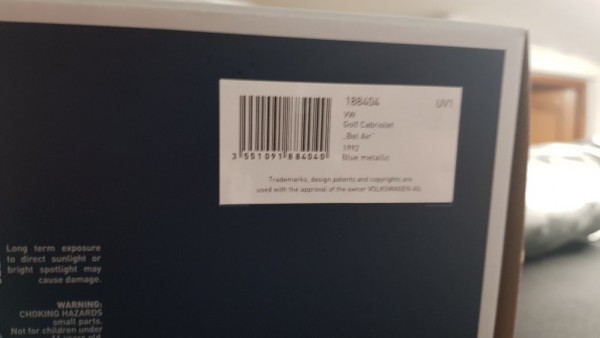 188404 UV1
VW
Golf Cabriolet
„Bel Air"
1992
Blue metallic
3 551091 884040
Trademarks, design patents and copyrights are
used with the approval of the owner VOLKSWAGEN AG
Long term exposure
to direct sunlight or
bright spotlight may
cause damage.
WARNING:
CHOKING HAZARDS
small parts.
Not for children under